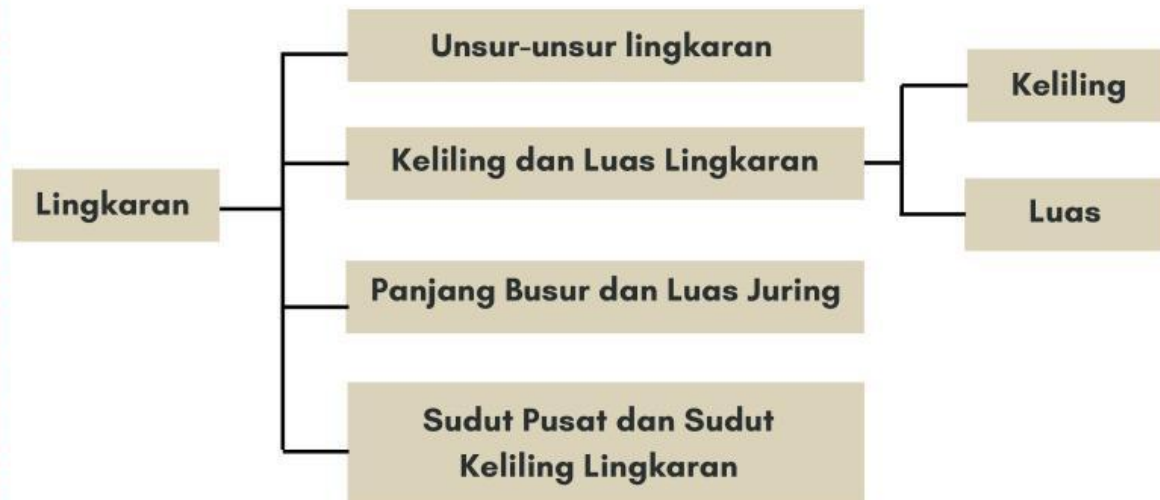 Lingkaran
Unsur-unsur lingkaran
Keliling dan Luas Lingkaran
Keliling
Luas
Panjang Busur dan Luas Juring
Sudut Pusat dan Sudut
Keliling Lingkaran